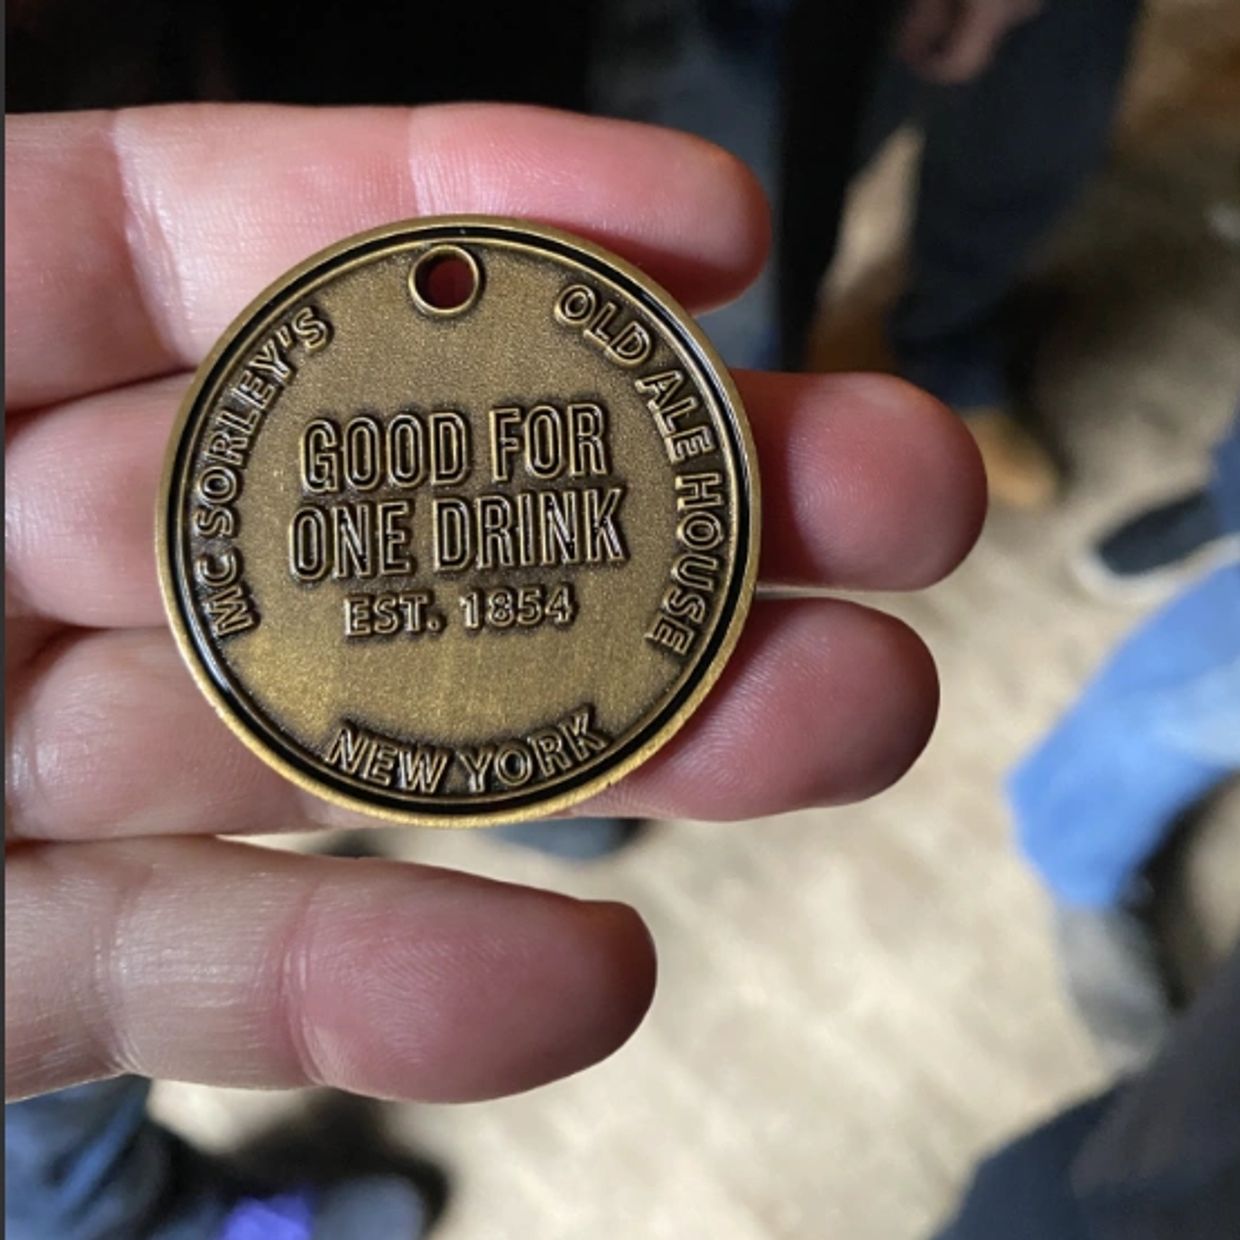 MC SORLEY'S
OLD ALE HOUSE
GOOD FOR
ONE DRINK
EST. 1854
NEW YORK